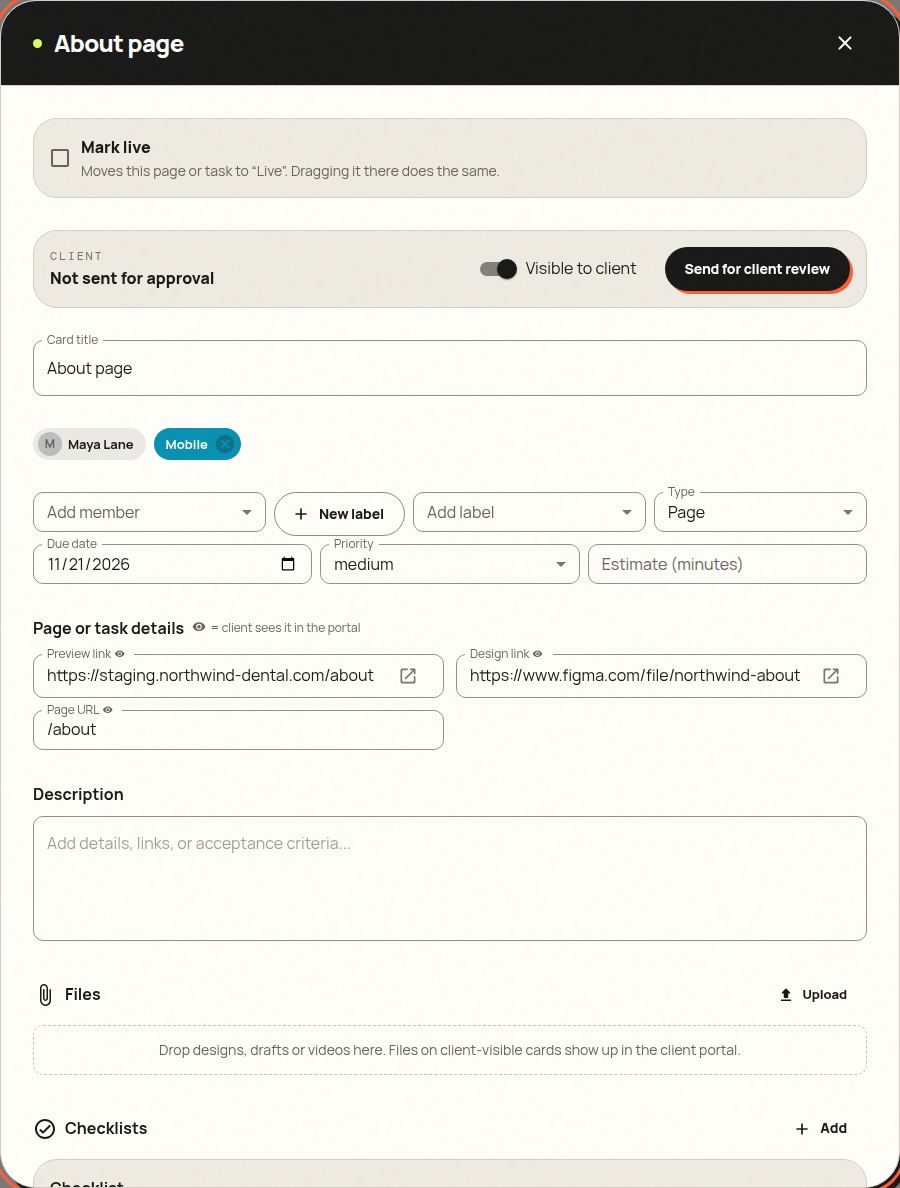 About page
Mark live
Moves this page or task to “Live”. Dragging it there does the same.
CLIENT
Not sent for approval
Visible to client
Send for client review
Card title
About page
M Maya Lane
Mobile
Add member
New label
Add label
Type
Page
Due date
11/21/2026
Priority
medium
Estimate (minutes)
Page or task details = client sees it in the portal
Preview link
https://staging.northwind-dental.com/about
Design link
https://www.figma.com/file/northwind-about
Page URL
/about
Description
Add details, links, or acceptance criteria...
Files
Upload
Drop designs, drafts or videos here. Files on client-visible cards show up in the client portal.
Checklists
Add
Checklist